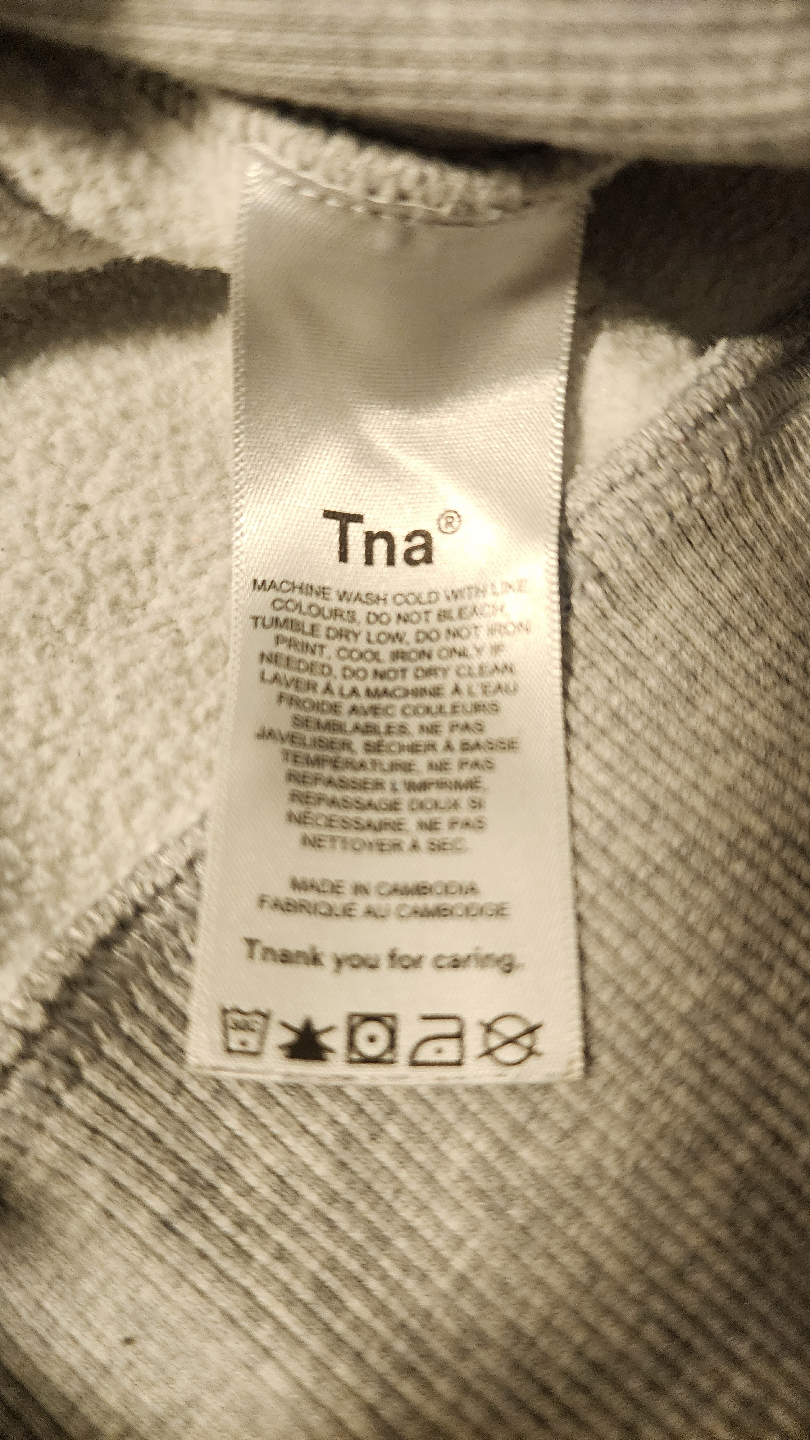 Tna®
MACHINE WASH COLD WITH LIKE
COLOURS, DO NOT BLEACH,
TUMBLE DRY LOW, DO NOT IRON
PRINT, COOL IRON ONLY IF
NEEDED, DO NOT DRY CLEAN.
LAVER À LA MACHINE À L'EAU
FROIDE AVEC COULEURS
SEMBLABLES, NE PAS
JAVELISER, SÉCHER À BASSE
TEMPÉRATURE, NE PAS
REPASSER L'IMPRIMÉ,
REPASSAGE DOUX SI
NÉCESSAIRE, NE PAS
NETTOYER À SEC.
MADE IN CAMBODIA
FABRIQUÉ AU CAMBODGE
Tnank you for caring.